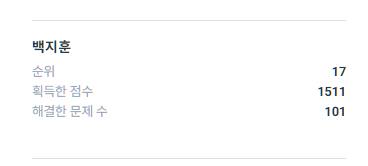 백지훈
순위 17
획득한 점수 1511
해결한 문제 수 101